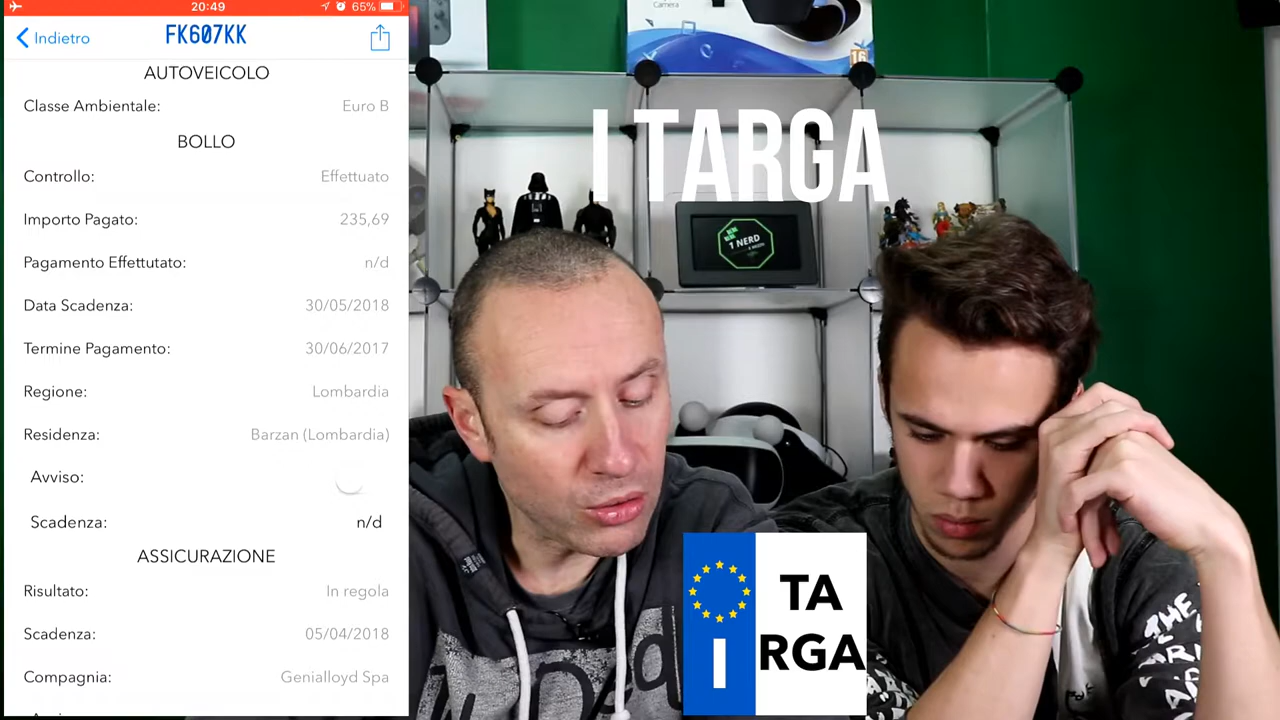 20:49
65%
Indietro
FK607KK
AUTOVEICOLO
Classe Ambientale: Euro B
BOLLO
Controllo: Effettuato
Importo Pagato: 235,69
Pagamento Effettutato: n/d
Data Scadenza: 30/05/2018
Termine Pagamento: 30/06/2017
Regione: Lombardia
Residenza: Barzan (Lombardia)
Avviso:
Scadenza: n/d
ASSICURAZIONE
Risultato: In regola
Scadenza: 05/04/2018
Compagnia: Genialloyd Spa
Camera
I TARGA
1 NERD
TA
I RGA
THE